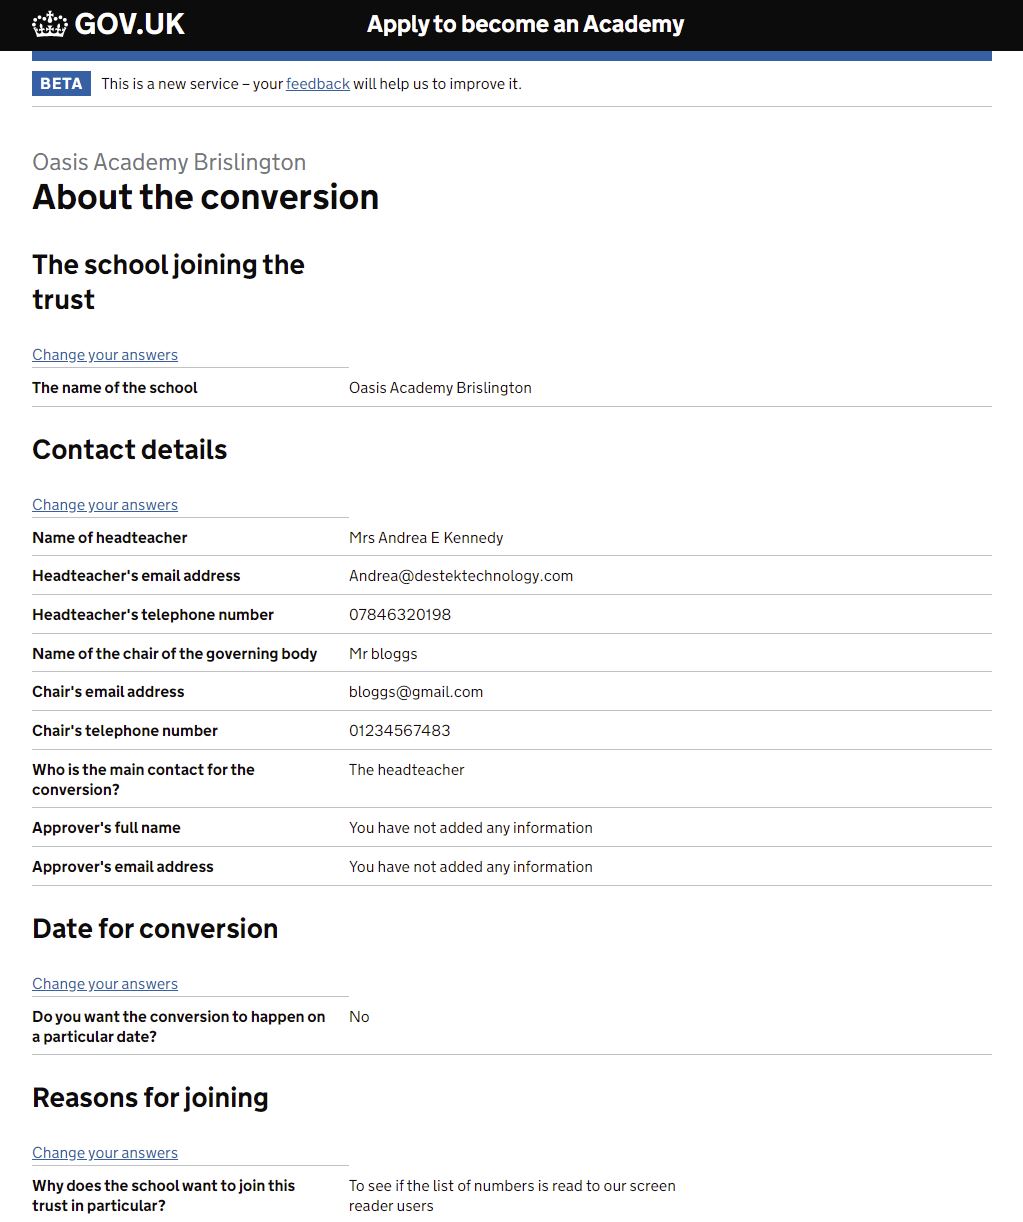 GOV.UK Apply to become an Academy
BETA This is a new service – your feedback will help us to improve it.
Oasis Academy Brislington
About the conversion
The school joining the
trust
Change your answers
The name of the school Oasis Academy Brislington
Contact details
Change your answers
Name of headteacher Mrs Andrea E Kennedy
Headteacher's email address Andrea@destektechnology.com
Headteacher's telephone number 07846320198
Name of the chair of the governing body Mr bloggs
Chair's email address bloggs@gmail.com
Chair's telephone number 01234567483
Who is the main contact for the The headteacher
conversion?
Approver's full name You have not added any information
Approver's email address You have not added any information
Date for conversion
Change your answers
Do you want the conversion to happen on No
a particular date?
Reasons for joining
Change your answers
Why does the school want to join this To see if the list of numbers is read to our screen
trust in particular? reader users